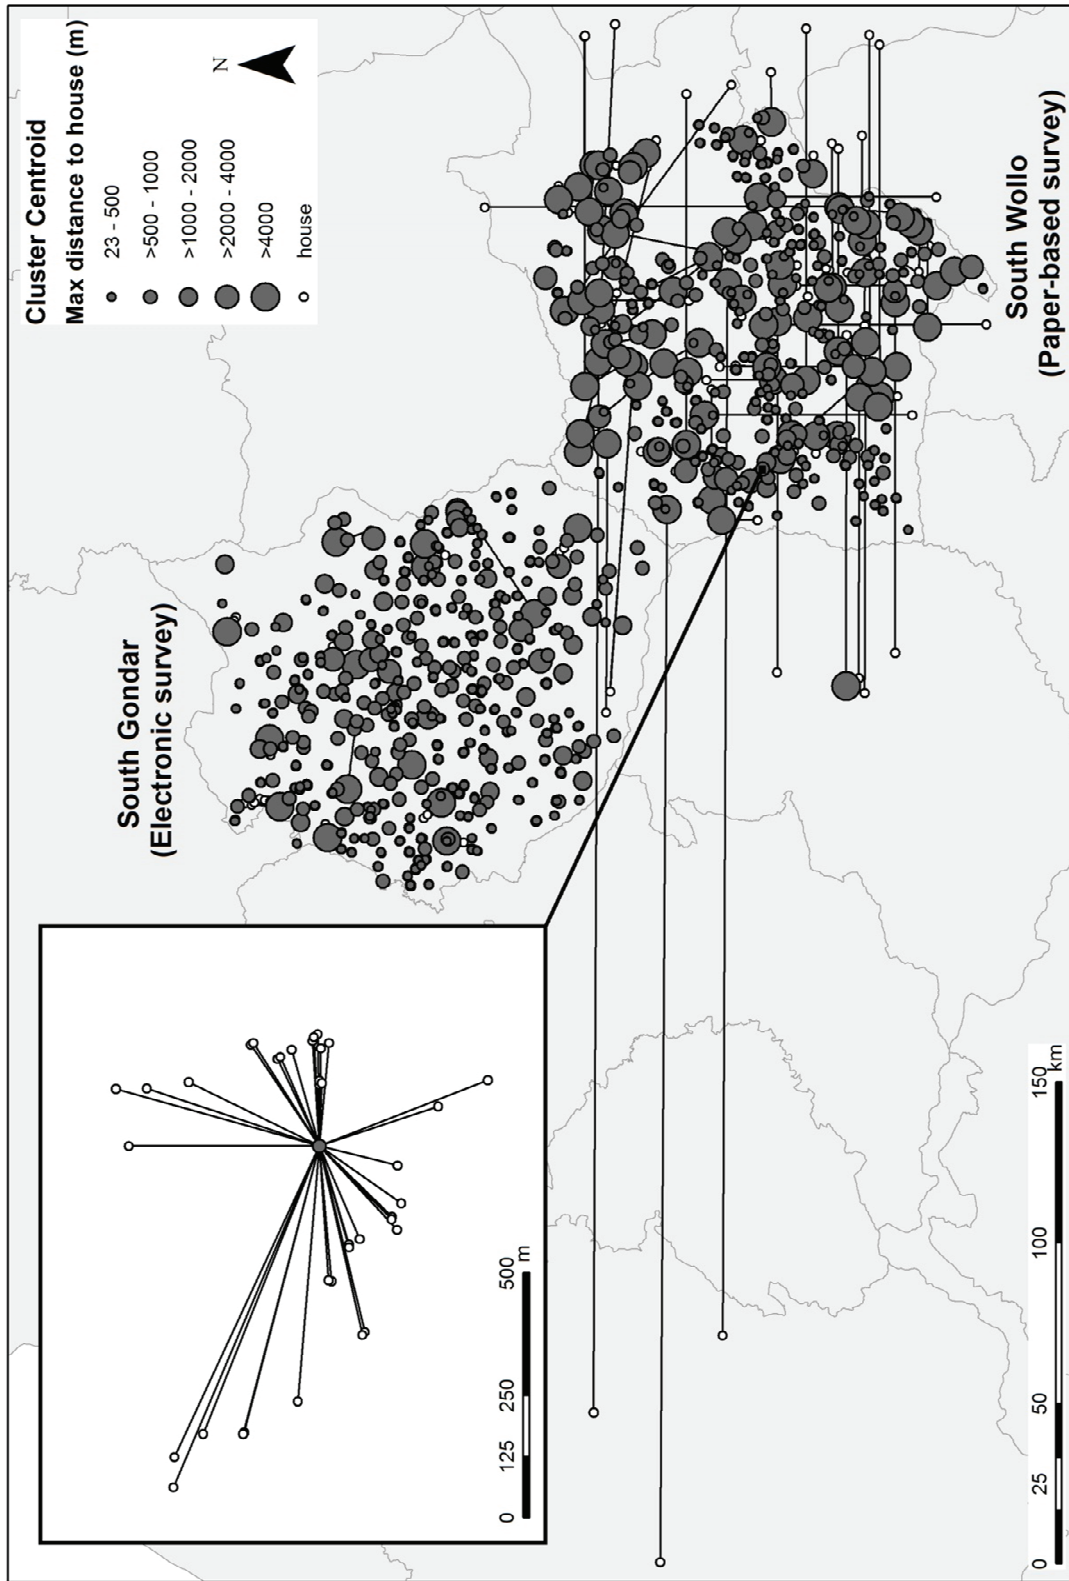 South Gondar
(Electronic survey)
Cluster Centroid
Max distance to house (m)
23 - 500
>500 - 1000
>1000 - 2000
>2000 - 4000
>4000
house
N
0 125 250 500
m
South Wollo
(Paper-based survey)
0 25 50 100 150
km